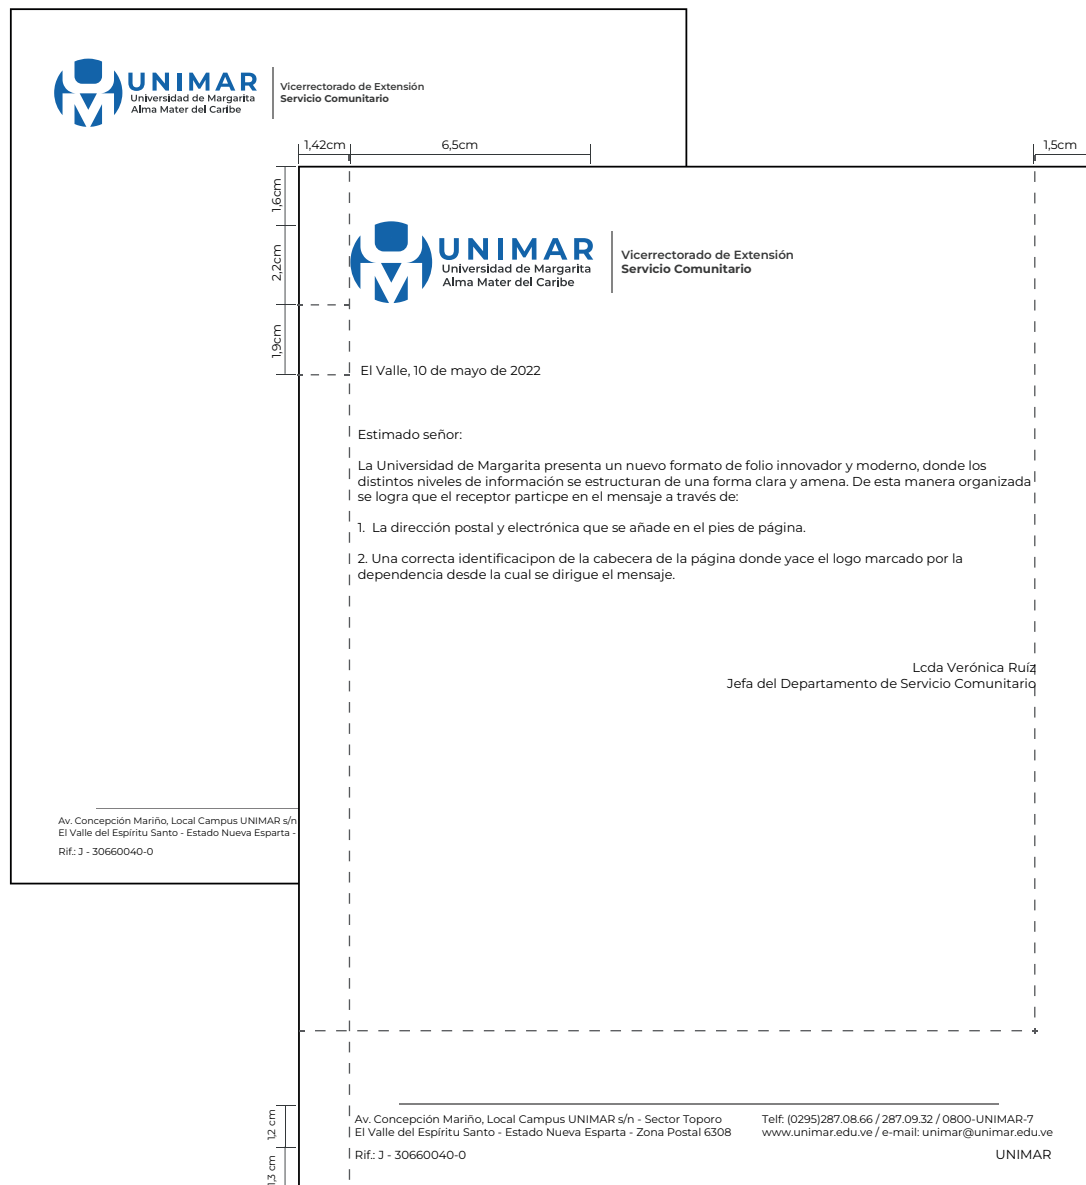 UNIMAR
Universidad de Margarita
Alma Mater del Caribe
Vicerrectorado de Extensión
Servicio Comunitario
1,42cm
6,5cm
1,5cm
1,6cm
2,2cm
1,9cm
UNIMAR
Universidad de Margarita
Alma Mater del Caribe
Vicerrectorado de Extensión
Servicio Comunitario
El Valle, 10 de mayo de 2022
Estimado señor:
La Universidad de Margarita presenta un nuevo formato de folio innovador y moderno, donde los
distintos niveles de información se estructuran de una forma clara y amena. De esta manera organizada
se logra que el receptor particpe en el mensaje a través de:
1. La dirección postal y electrónica que se añade en el pies de página.
2. Una correcta identificacipon de la cabecera de la página donde yace el logo marcado por la
dependencia desde la cual se dirigue el mensaje.
Lcda Verónica Ruíz
Jefa del Departamento de Servicio Comunitario
Av. Concepción Mariño, Local Campus UNIMAR s/n
El Valle del Espíritu Santo - Estado Nueva Esparta -
Rif.: J - 30660040-0
1,2 cm
1,3 cm
Av. Concepción Mariño, Local Campus UNIMAR s/n - Sector Toporo
El Valle del Espíritu Santo - Estado Nueva Esparta - Zona Postal 6308
Rif.: J - 30660040-0
Telf: (0295)287.08.66 / 287.09.32 / 0800-UNIMAR-7
www.unimar.edu.ve / e-mail: unimar@unimar.edu.ve
UNIMAR